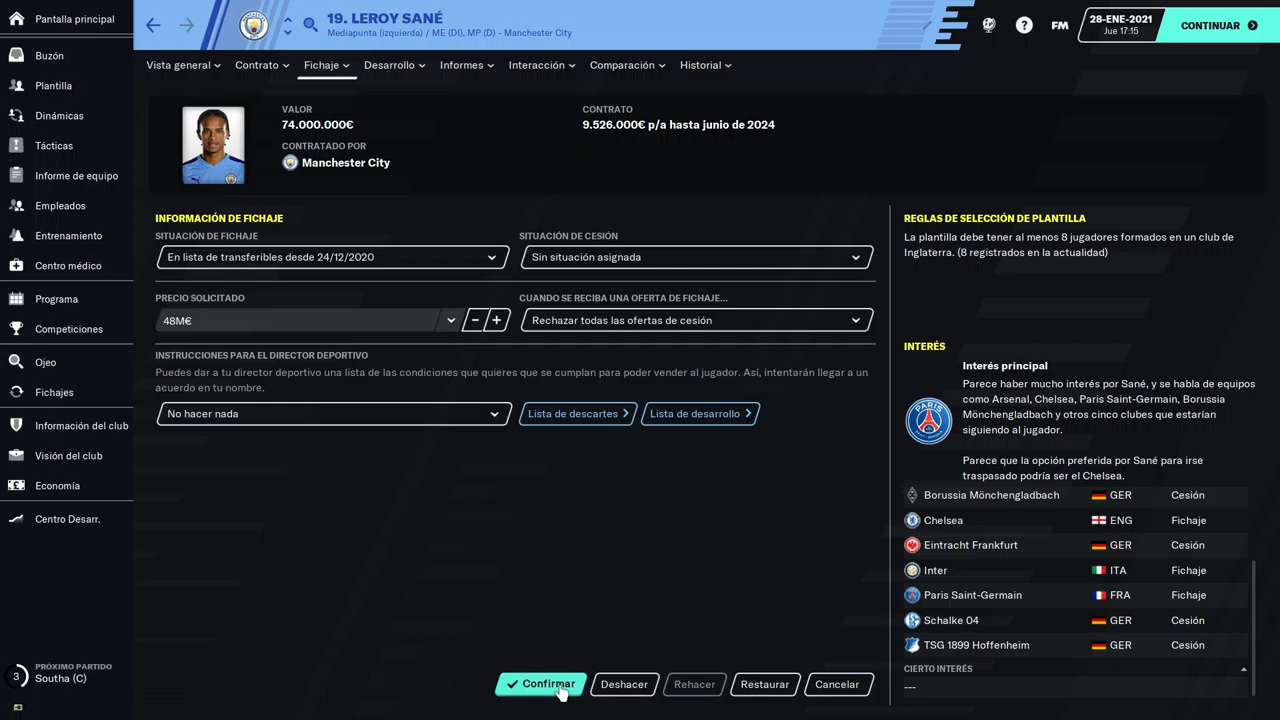 Pantalla principal
19. LEROY SANÉ
Mediapunta (izquierda) / ME (DI), MP (D) - Manchester City
FM
28-ENE-2021
Jue 17:15
CONTINUAR
Buzón
Plantilla
Dinámicas
Tácticas
Informe de equipo
Empleados
Entrenamiento
Centro médico
Programa
Competiciones
Ojeo
Fichajes
Información del club
Visión del club
Economía
Centro Desarr.
3
PRÓXIMO PARTIDO
Southa (C)
Vista general
Contrato
Fichaje
Desarrollo
Informes
Interacción
Comparación
Historial
VALOR
74.000.000€
CONTRATADO POR
Manchester City
CONTRATO
9.526.000€ p/a hasta junio de 2024
INFORMACIÓN DE FICHAJE
SITUACIÓN DE FICHAJE
En lista de transferibles desde 24/12/2020
SITUACIÓN DE CESIÓN
Sin situación asignada
PRECIO SOLICITADO
48M€
CUANDO SE RECIBA UNA OFERTA DE FICHAJE...
Rechazar todas las ofertas de cesión
INSTRUCCIONES PARA EL DIRECTOR DEPORTIVO
Puedes dar a tu director deportivo una lista de las condiciones que quieres que se cumplan para poder vender al jugador. Así, intentarán llegar a un
acuerdo en tu nombre.
No hacer nada
Lista de descartes
Lista de desarrollo
Confirmar
Deshacer
Rehacer
Restaurar
Cancelar
REGLAS DE SELECCIÓN DE PLANTILLA
La plantilla debe tener al menos 8 jugadores formados en un club de
Inglaterra. (8 registrados en la actualidad)
INTERÉS
Interés principal
Parece haber mucho interés por Sané, y se habla de equipos
como Arsenal, Chelsea, Paris Saint-Germain, Borussia
Mönchengladbach y otros cinco clubes que estarían
siguiendo al jugador.
Parece que la opción preferida por Sané para irse
traspasado podría ser el Chelsea.
Borussia Mönchengladbach GER Cesión
Chelsea ENG Fichaje
Eintracht Frankfurt GER Cesión
Inter ITA Fichaje
Paris Saint-Germain FRA Fichaje
Schalke 04 GER Cesión
TSG 1899 Hoffenheim GER Cesión
CIERTO INTERÉS
---